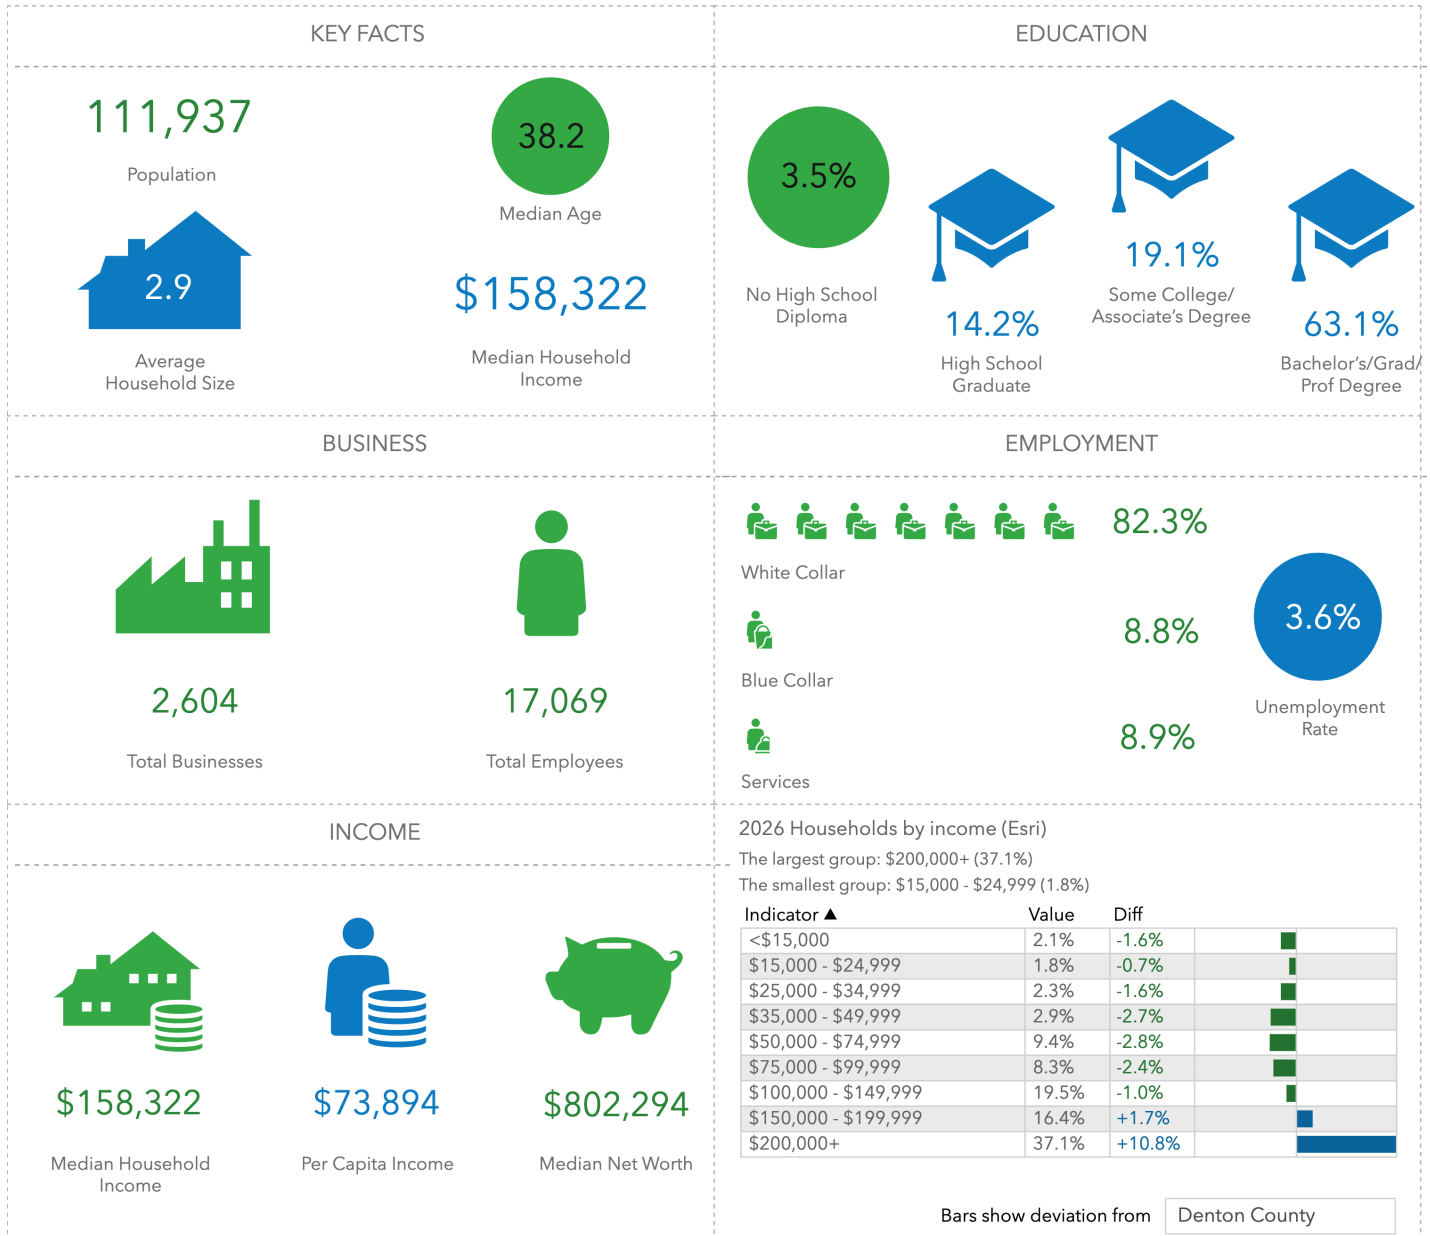 KEY FACTS
111,937
Population
38.2
Median Age
2.9
Average
Household Size
$158,322
Median Household
Income
EDUCATION
3.5%
No High School
Diploma
14.2%
High School
Graduate
19.1%
Some College/
Associate's Degree
63.1%
Bachelor's/Grad/
Prof Degree
BUSINESS
2,604
Total Businesses
17,069
Total Employees
EMPLOYMENT
82.3%
White Collar
8.8%
Blue Collar
8.9%
Services
3.6%
Unemployment
Rate
INCOME
$158,322
Median Household
Income
$73,894
Per Capita Income
$802,294
Median Net Worth
2026 Households by income (Esri)
The largest group: $200,000+ (37.1%)
The smallest group: $15,000 - $24,999 (1.8%)
Indicator ▲ Value Diff
<$15,000 2.1% -1.6%
$15,000 - $24,999 1.8% -0.7%
$25,000 - $34,999 2.3% -1.6%
$35,000 - $49,999 2.9% -2.7%
$50,000 - $74,999 9.4% -2.8%
$75,000 - $99,999 8.3% -2.4%
$100,000 - $149,999 19.5% -1.0%
$150,000 - $199,999 16.4% +1.7%
$200,000+ 37.1% +10.8%
Bars show deviation from Denton County